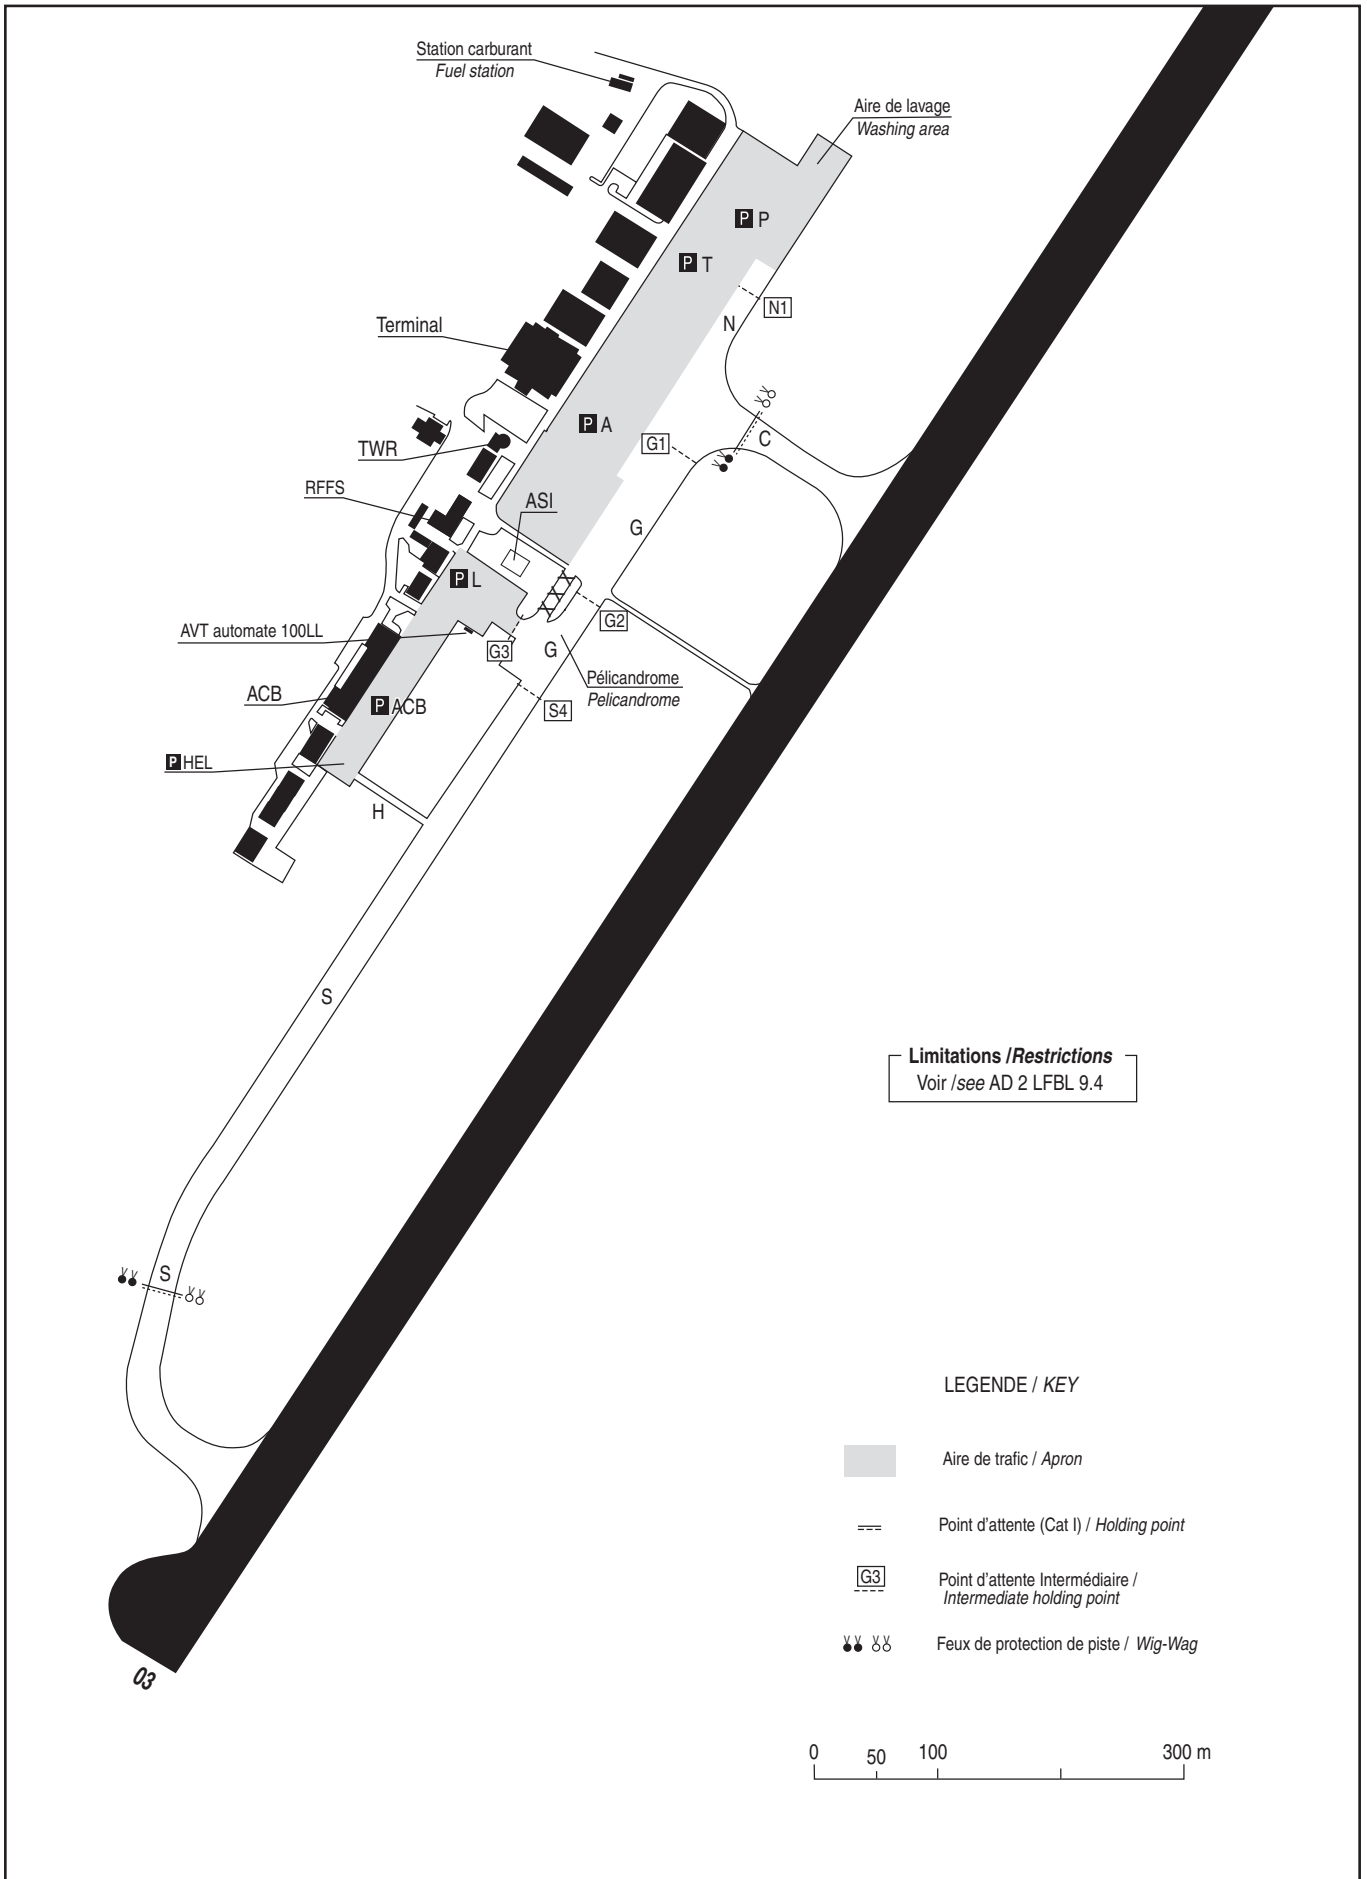 Station carburant
Fuel station
Aire de lavage
Washing area
P P
P T
N1
N
Terminal
P A
G1
C
TWR
RFFS
ASI
G
P L
G2
AVT automate 100LL
G3
G
Pélicandrome
Pelicandrome
ACB
P ACB
S4
P HEL
H
S
Limitations /Restrictions
Voir /see AD 2 LFBL 9.4
S
LEGENDE / KEY
Aire de trafic / Apron
Point d'attente (Cat I) / Holding point
G3
Point d'attente Intermédiaire /
Intermediate holding point
Feux de protection de piste / Wig-Wag
03
0 50 100 300 m